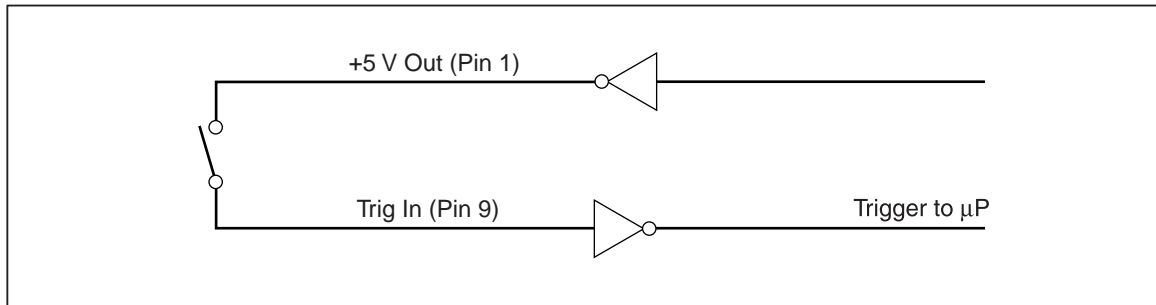 +5 V Out (Pin 1)
Trig In (Pin 9)
Trigger to μP